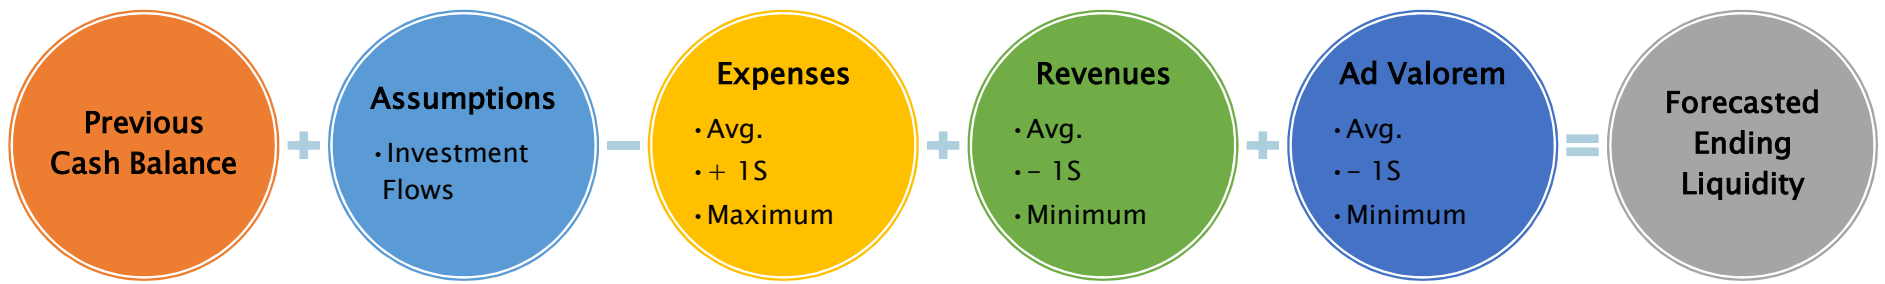 Previous
Cash Balance
+
Assumptions
•Investment
Flows
−
Expenses
•Avg.
•+ 1S
•Maximum
+
Revenues
•Avg.
•– 1S
•Minimum
+
Ad Valorem
•Avg.
•– 1S
•Minimum
=
Forecasted
Ending
Liquidity